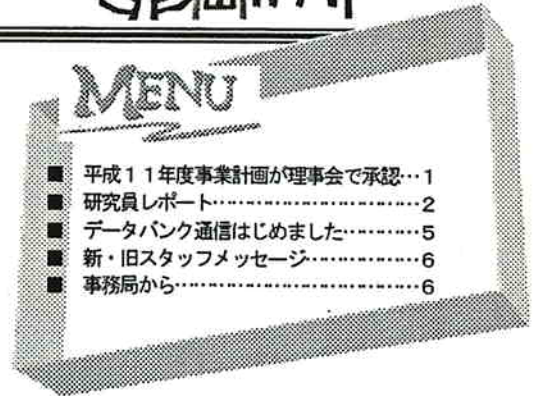 MENU
■ 平成11年度事業計画が理事会で承認…1
■ 研究員レポート……………………………2
■ データバンク通信はじめました…………5
■ 新・旧スタッフメッセージ………………6
■ 事務局から…………………………………6